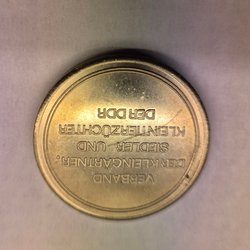 VERBAND
DER KLEINGÄRTNER,
SIEDLER UND
KLEINTIERZÜCHTER
DER DDR